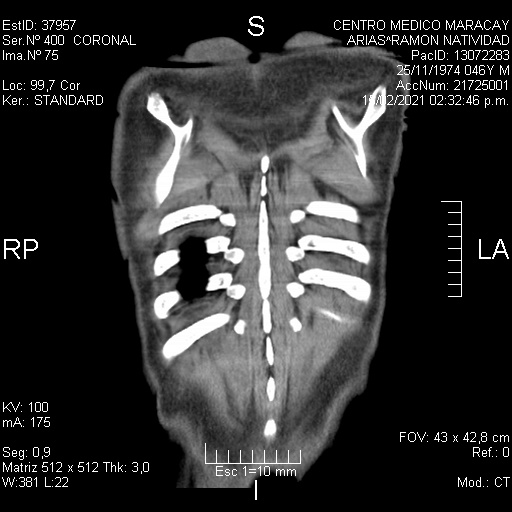 EstID: 37957
Ser.Nº 400 CORONAL
Ima.Nº 75
Loc: 99,7 Cor
Ker.: STANDARD
S
CENTRO MEDICO MARACAY
ARIAS^RAMON NATIVIDAD
PacID: 13072283
25/11/1974 046Y M
AccNum: 21725001
02/2021 02:32:46 p.m.
RP
LA
KV: 100
mA: 175
Seg: 0,9
Matriz 512 x 512 Thk: 3,0
W:381 L:22
Esc 1=10 mm
I
FOV: 43 x 42,8 cm
Ref.: 0
Mod.: CT